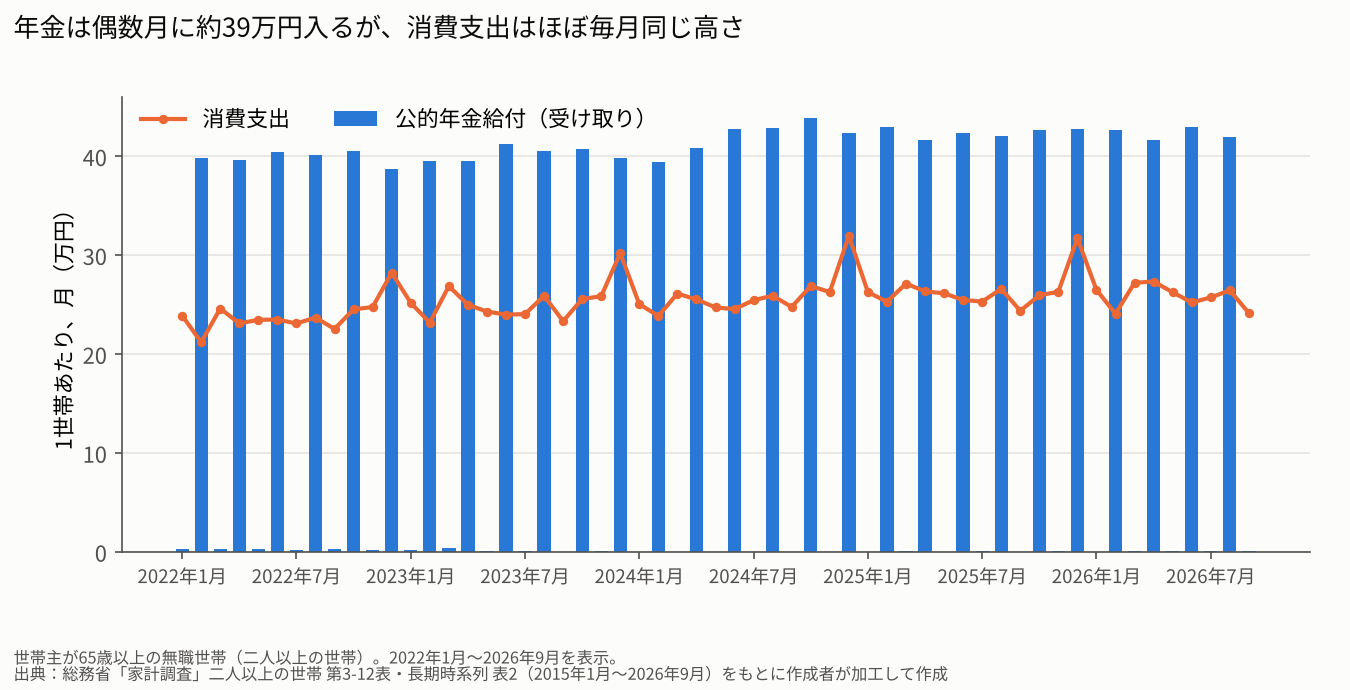 年金は偶数月に約39万円入るが、消費支出はほぼ毎月同じ高さ
消費支出
公的年金給付（受け取り）
1世帯あたり、月（万円）
40
30
20
10
0
2022年1月
2022年7月
2023年1月
2023年7月
2024年1月
2024年7月
2025年1月
2025年7月
2026年1月
2026年7月
世帯主が65歳以上の無職世帯（二人以上の世帯）。2022年1月〜2026年9月を表示。
出典：総務省「家計調査」二人以上の世帯 第3-12表・長期時系列 表2（2015年1月〜2026年9月）をもとに作成者が加工して作成